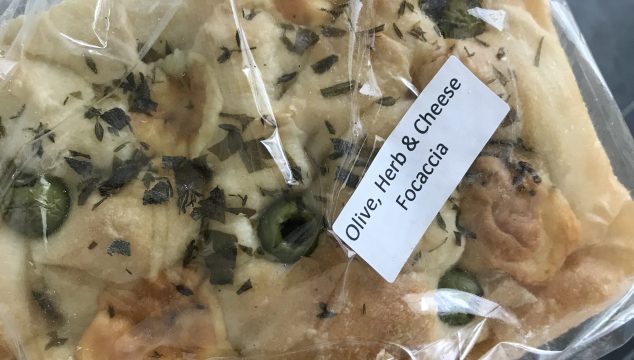 Olive, Herb & Cheese
Focaccia